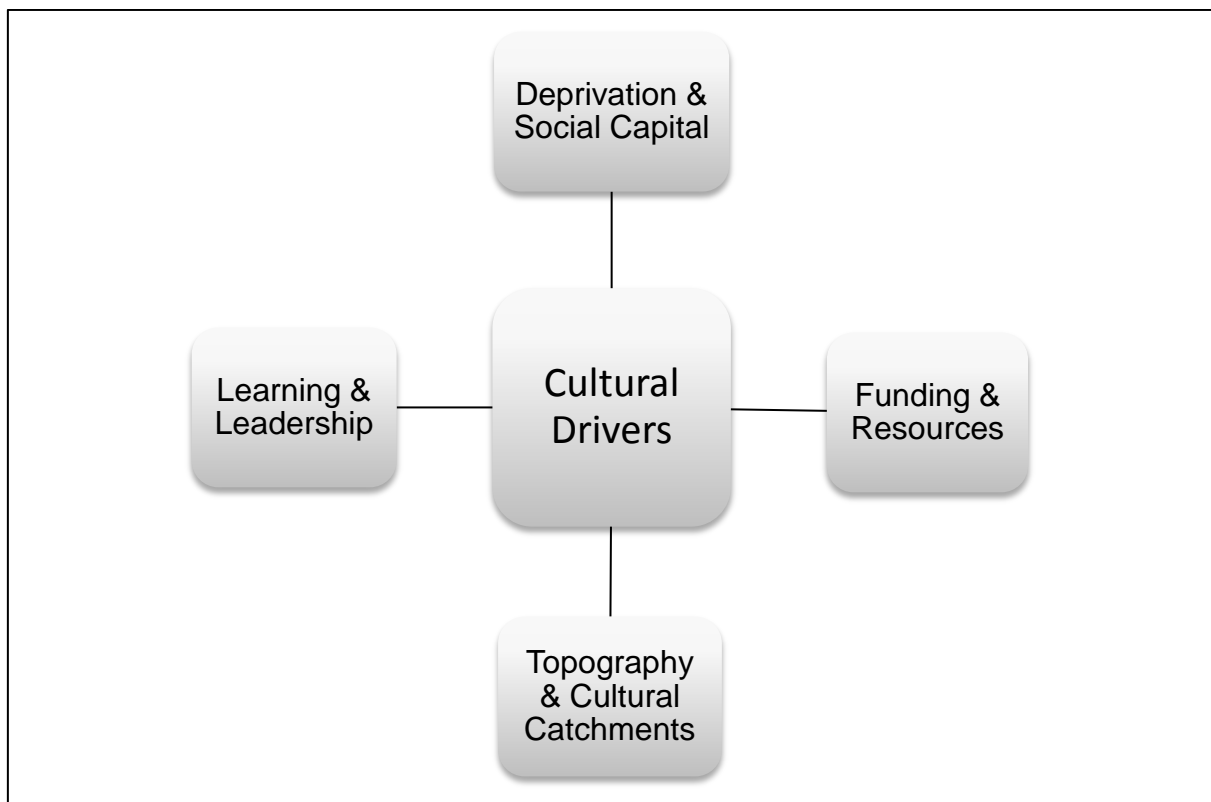 Deprivation &
Social Capital
Learning &
Leadership
Cultural
Drivers
Funding &
Resources
Topography
& Cultural
Catchments